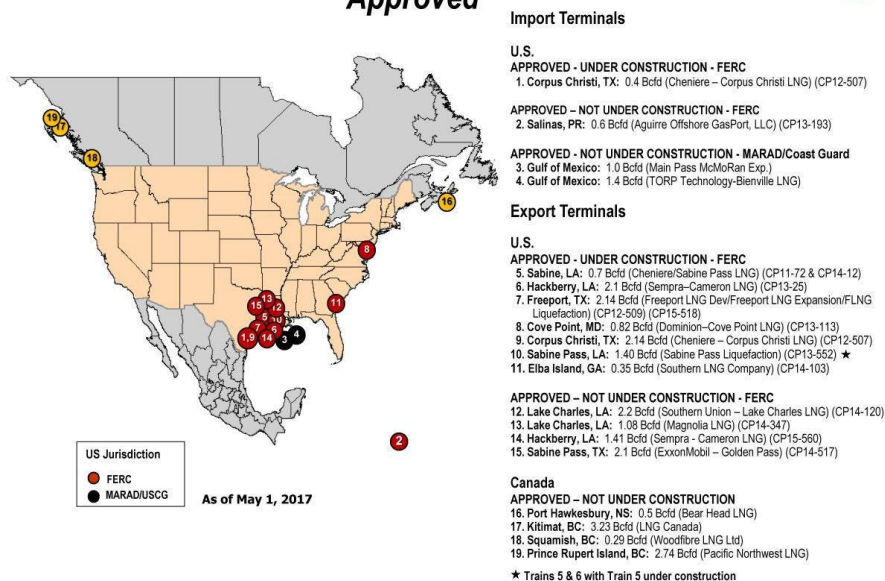 Approved
Import Terminals
U.S.
APPROVED - UNDER CONSTRUCTION - FERC
1. Corpus Christi, TX: 0.4 Bcfd (Cheniere – Corpus Christi LNG) (CP12-507)
APPROVED – NOT UNDER CONSTRUCTION - FERC
2. Salinas, PR: 0.6 Bcfd (Aguirre Offshore GasPort, LLC) (CP13-193)
APPROVED - NOT UNDER CONSTRUCTION - MARAD/Coast Guard
3. Gulf of Mexico: 1.0 Bcfd (Main Pass McMoRan Exp.)
4. Gulf of Mexico: 1.4 Bcfd (TORP Technology-Bienville LNG)
Export Terminals
U.S.
APPROVED - UNDER CONSTRUCTION - FERC
5. Sabine, LA: 0.7 Bcfd (Cheniere/Sabine Pass LNG) (CP11-72 & CP14-12)
6. Hackberry, LA: 2.1 Bcfd (Sempra–Cameron LNG) (CP13-25)
7. Freeport, TX: 2.14 Bcfd (Freeport LNG Dev/Freeport LNG Expansion/FLNG
Liquefaction) (CP12-509) (CP15-518)
8. Cove Point, MD: 0.82 Bcfd (Dominion–Cove Point LNG) (CP13-113)
9. Corpus Christi, TX: 2.14 Bcfd (Cheniere – Corpus Christi LNG) (CP12-507)
10. Sabine Pass, LA: 1.40 Bcfd (Sabine Pass Liquefaction) (CP13-552) ★
11. Elba Island, GA: 0.35 Bcfd (Southern LNG Company) (CP14-103)
APPROVED – NOT UNDER CONSTRUCTION - FERC
12. Lake Charles, LA: 2.2 Bcfd (Southern Union – Lake Charles LNG) (CP14-120)
13. Lake Charles, LA: 1.08 Bcfd (Magnolia LNG) (CP14-347)
14. Hackberry, LA: 1.41 Bcfd (Sempra - Cameron LNG) (CP15-560)
15. Sabine Pass, TX: 2.1 Bcfd (ExxonMobil – Golden Pass) (CP14-517)
Canada
APPROVED – NOT UNDER CONSTRUCTION
16. Port Hawkesbury, NS: 0.5 Bcfd (Bear Head LNG)
17. Kitimat, BC: 3.23 Bcfd (LNG Canada)
18. Squamish, BC: 0.29 Bcfd (Woodfibre LNG Ltd)
19. Prince Rupert Island, BC: 2.74 Bcfd (Pacific Northwest LNG)
★ Trains 5 & 6 with Train 5 under construction
19
17
18
16
8
13
15
12
11
5
10
7
6
4
1,9
14
3
2
US Jurisdiction
FERC
MARAD/USCG
As of May 1, 2017